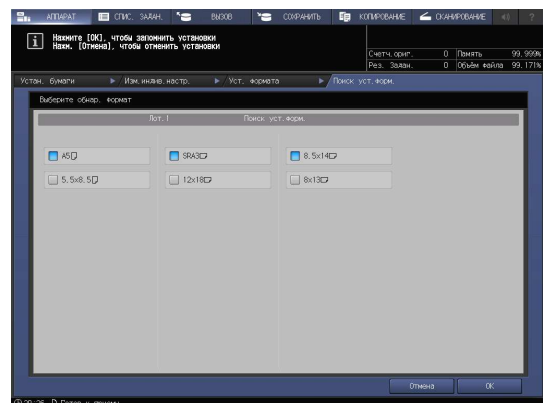 АППАРАТ СПИС. ЗАДАН. ВЫЗОВ СОХРАНИТЬ КОПИРОВАНИЕ СКАНИРОВАНИЕ ?
Нажмите [OK], чтобы запомнить установки
Нажм. [Отмена], чтобы отменить установки
Счетч.ориг. 0 Память 99.999%
Рез. Задан. 0 Объём файла 99.171%
Устан. бумаги Изм.индив.настр. Уст. формата Поиск уст.форм.
Выберите обнар. формат
Лот.1 Поиск уст.форм.
A5 SRA3 8.5x14
5.5x8.5 12x18 8x13
Отмена OK